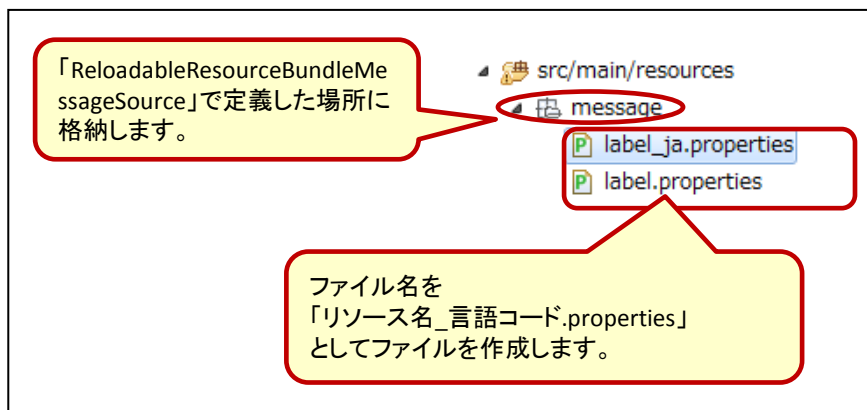 「ReloadableResourceBundleMe
ssageSource」で定義した場所に
格納します。
src/main/resources
message
label_ja.properties
label.properties
ファイル名を
「リソース名_言語コード.properties」
としてファイルを作成します。